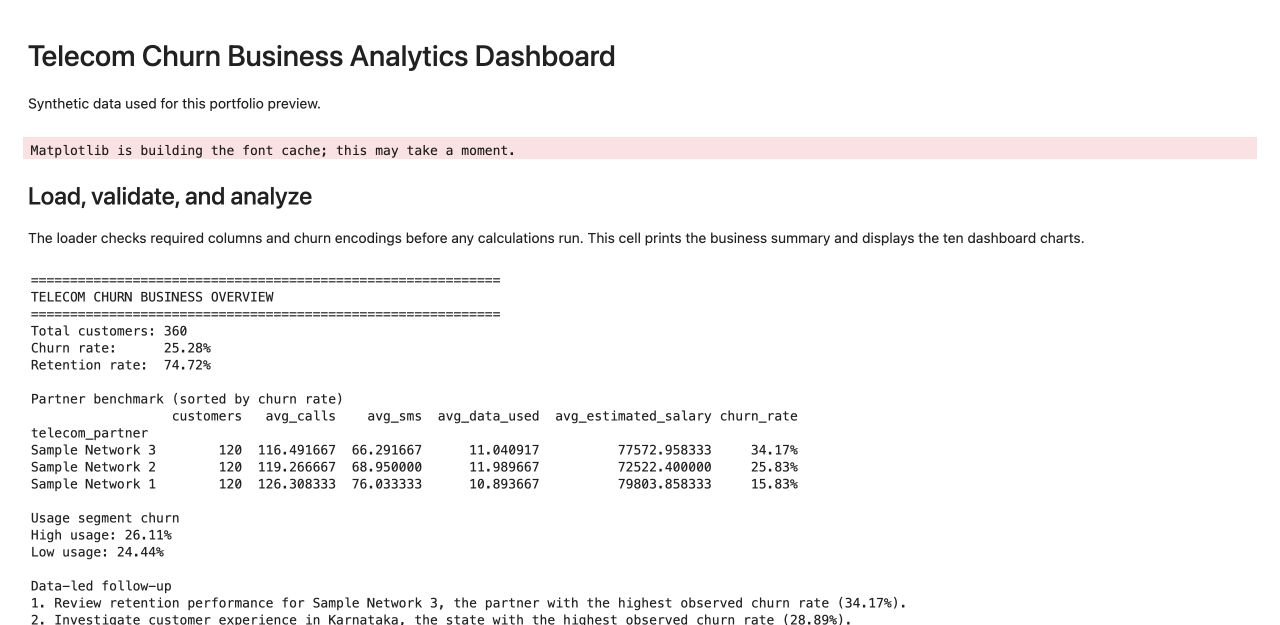 Telecom Churn Business Analytics Dashboard
Synthetic data used for this portfolio preview.
Matplotlib is building the font cache; this may take a moment.
Load, validate, and analyze
The loader checks required columns and churn encodings before any calculations run. This cell prints the business summary and displays the ten dashboard charts.
============================================================
TELECOM CHURN BUSINESS OVERVIEW
============================================================
Total customers: 360
Churn rate:      25.28%
Retention rate:  74.72%
Partner benchmark (sorted by churn rate)
                  customers   avg_calls    avg_sms  avg_data_used  avg_estimated_salary churn_rate
telecom_partner
Sample Network 3        120  116.491667  66.291667      11.040917          77572.958333     34.17%
Sample Network 2        120  119.266667  68.950000      11.989667          72522.400000     25.83%
Sample Network 1        120  126.308333  76.033333      10.893667          79803.858333     15.83%
Usage segment churn
High usage: 26.11%
Low usage: 24.44%
Data-led follow-up
1. Review retention performance for Sample Network 3, the partner with the highest observed churn rate (34.17%).
2. Investigate customer experience in Karnataka, the state with the highest observed churn rate (28.89%).